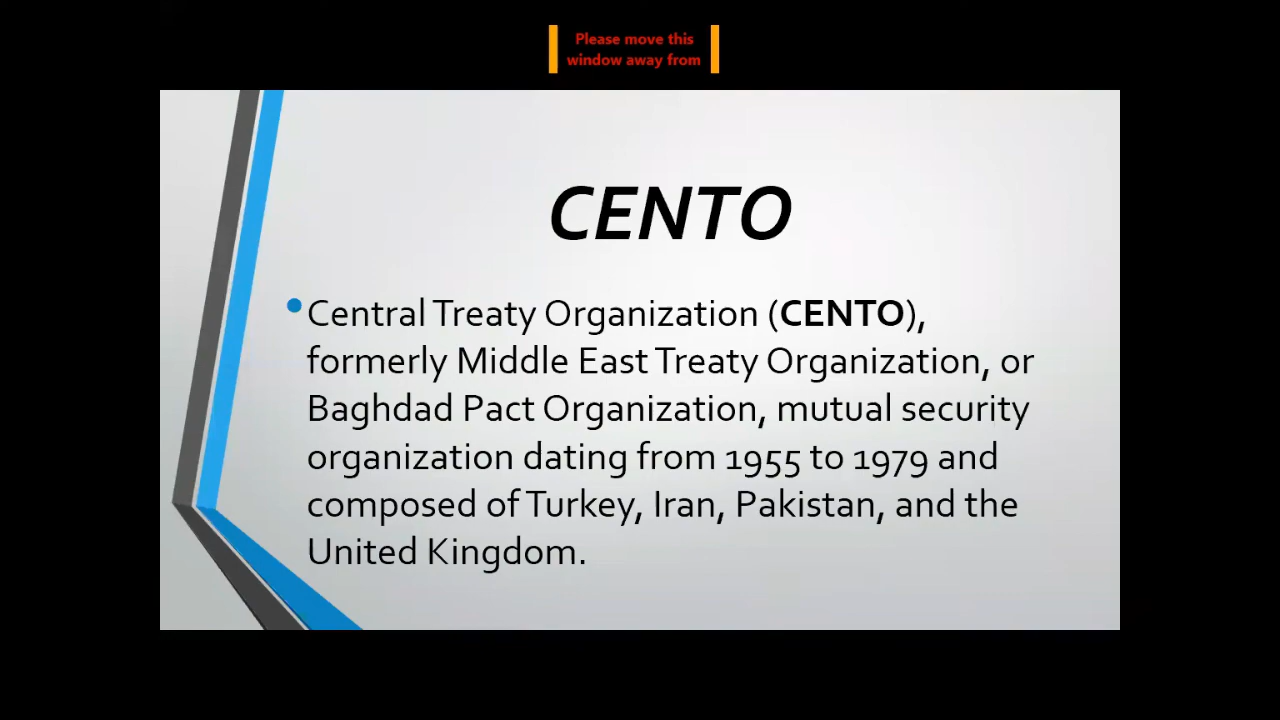 Please move this
window away from
CENTO
•Central Treaty Organization (CENTO),
formerly Middle East Treaty Organization, or
Baghdad Pact Organization, mutual security
organization dating from 1955 to 1979 and
composed of Turkey, Iran, Pakistan, and the
United Kingdom.